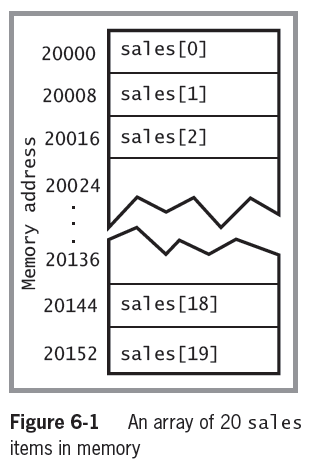 20000 sales[0]
20008 sales[1]
20016 sales[2]
20024
.
.
.
20136
20144 sales[18]
20152 sales[19]
Memory address
Figure 6-1 An array of 20 sales
items in memory